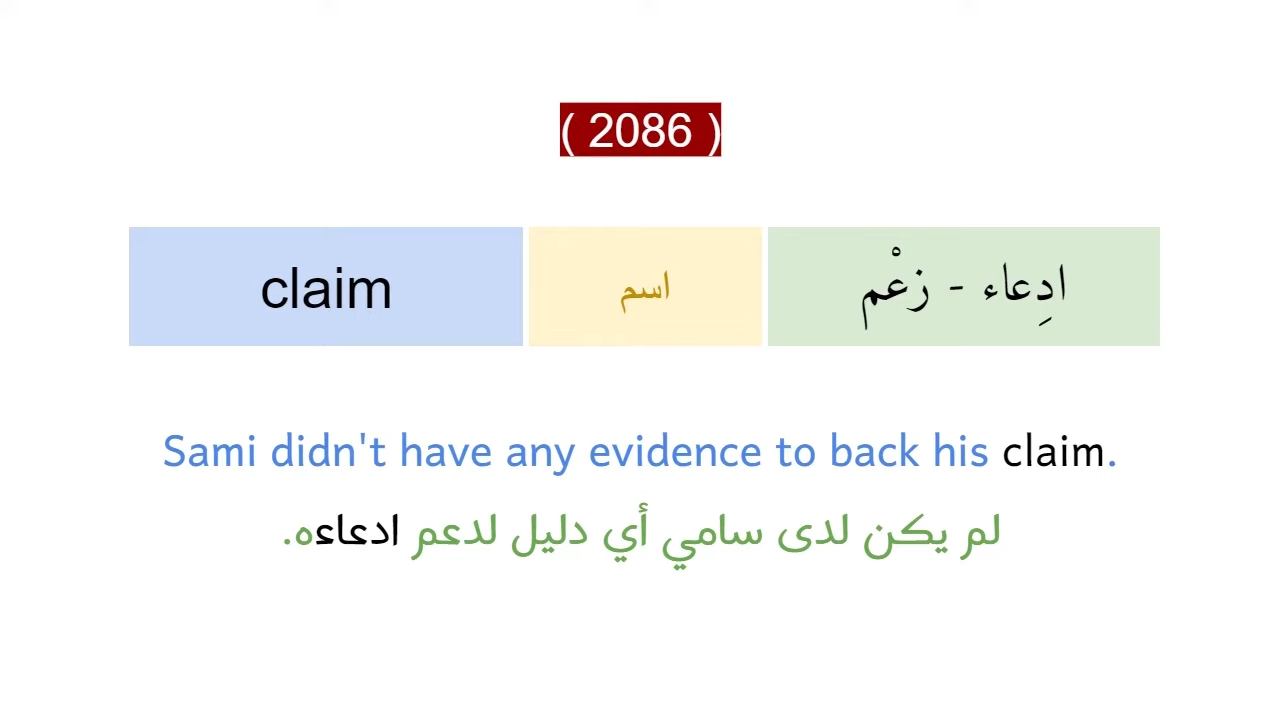 ( 2086 )
claim
اسم
ادِعاء - زعْم
Sami didn't have any evidence to back his claim.
لم يكن لدى سامي أي دليل لدعم ادعاءه.